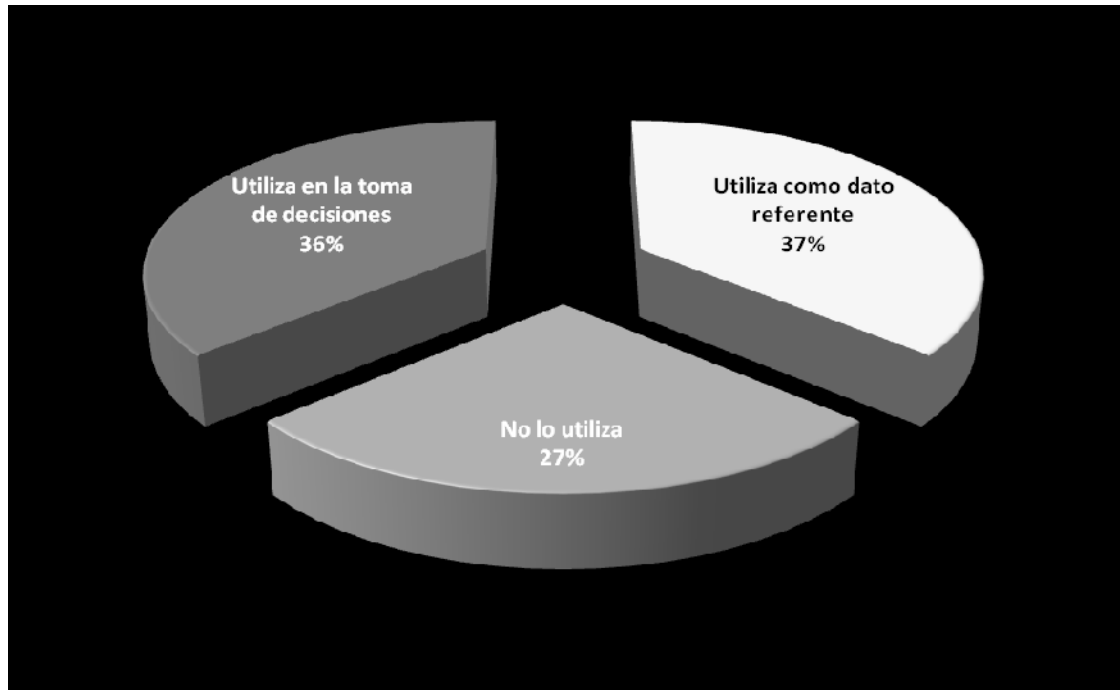 Utiliza en la toma
de decisiones
36%
Utiliza como dato
referente
37%
No lo utiliza
27%